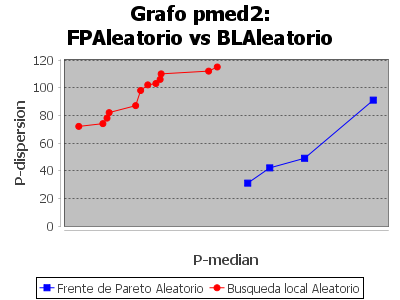 Grafo pmed2:
FPAleatorio vs BLAleatorio
120
100
80
60
40
20
0
P-dispersion
P-median
Frente de Pareto Aleatorio
Busqueda local Aleatorio